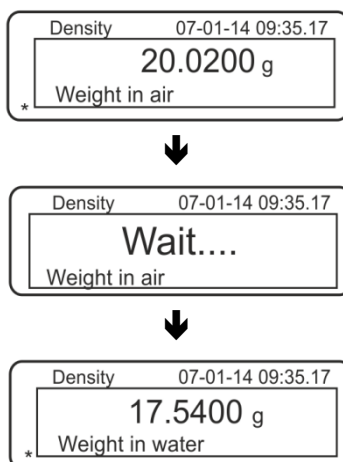 Density 07-01-14 09:35.17
20.0200 g
Weight in air
*
Density 07-01-14 09:35.17
Wait....
Weight in air
Density 07-01-14 09:35.17
17.5400 g
Weight in water
*